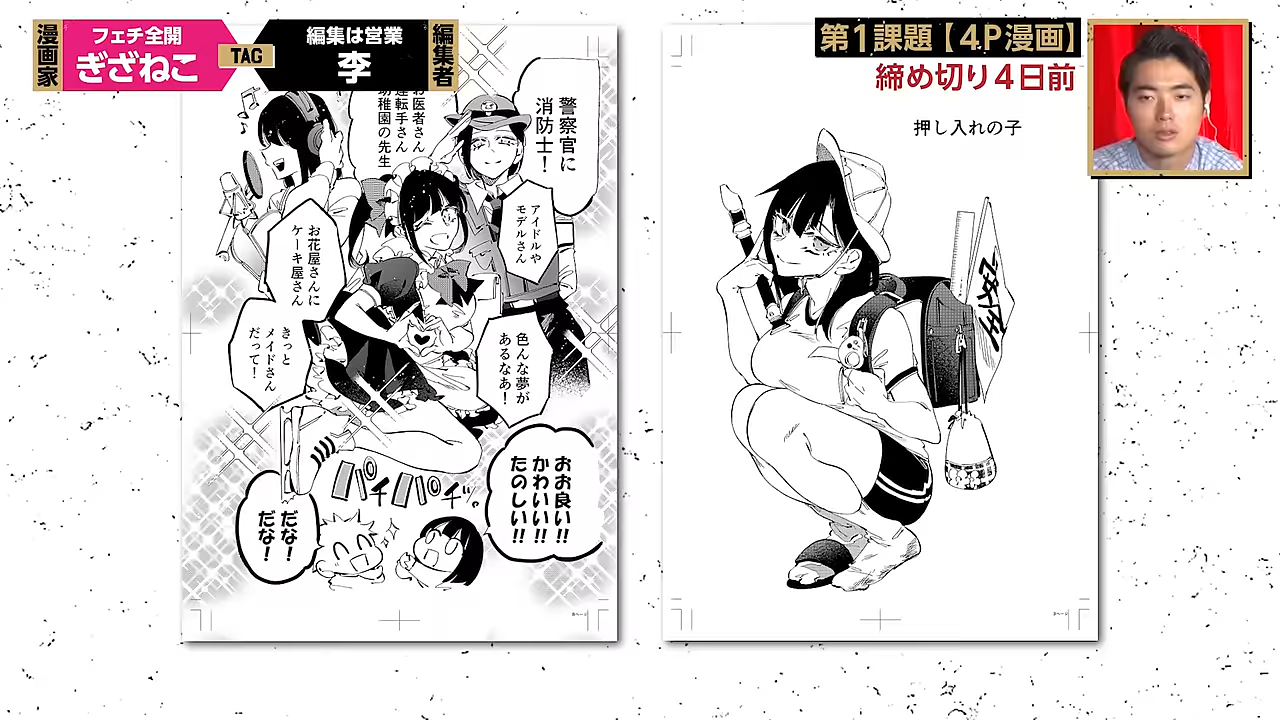 漫画家
フェチ全開
ぎざねこ
TAG
編集は営業
李
編集者
第1課題【4P漫画】
締め切り4日前
警察官に
消防士!
お医者さん
運転手さん
幼稚園の先生
アイドルや
モデルさん
お花屋さんに
ケーキ屋さん
きっと
メイドさん
だって!
色んな夢が
あるなあ!
パチパチッ。
おお良い!!
かわいい!!
たのしい!!
だな!
だな!
押し入れの子